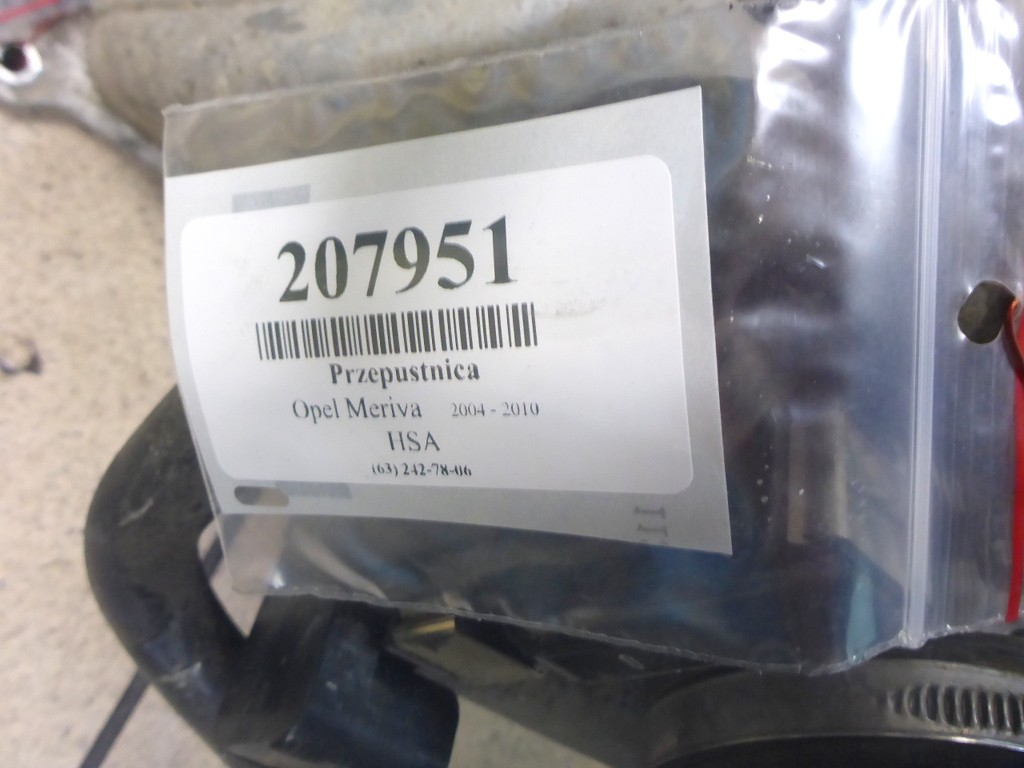 207951
Przepustnica
Opel Meriva 2004 - 2010
HSA
(63) 242-78-06